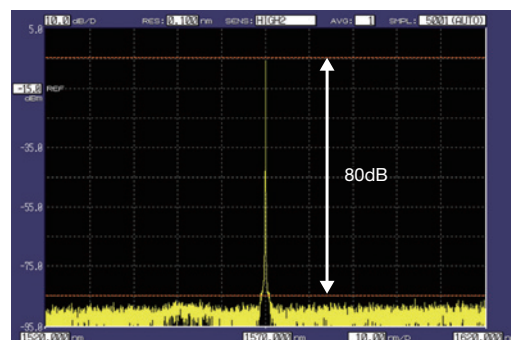 10.0 dB/D RES: 0.100 nm SENS: HIGH2 AVG: 1 SMPL: 5001 (AUTO)
5.0
-15.0 REF
dBm
-35.0
80dB
-55.0
-75.0
-95.0
1520.000 nm 1570.000 nm 10.00 nm/D 1620.000 nm